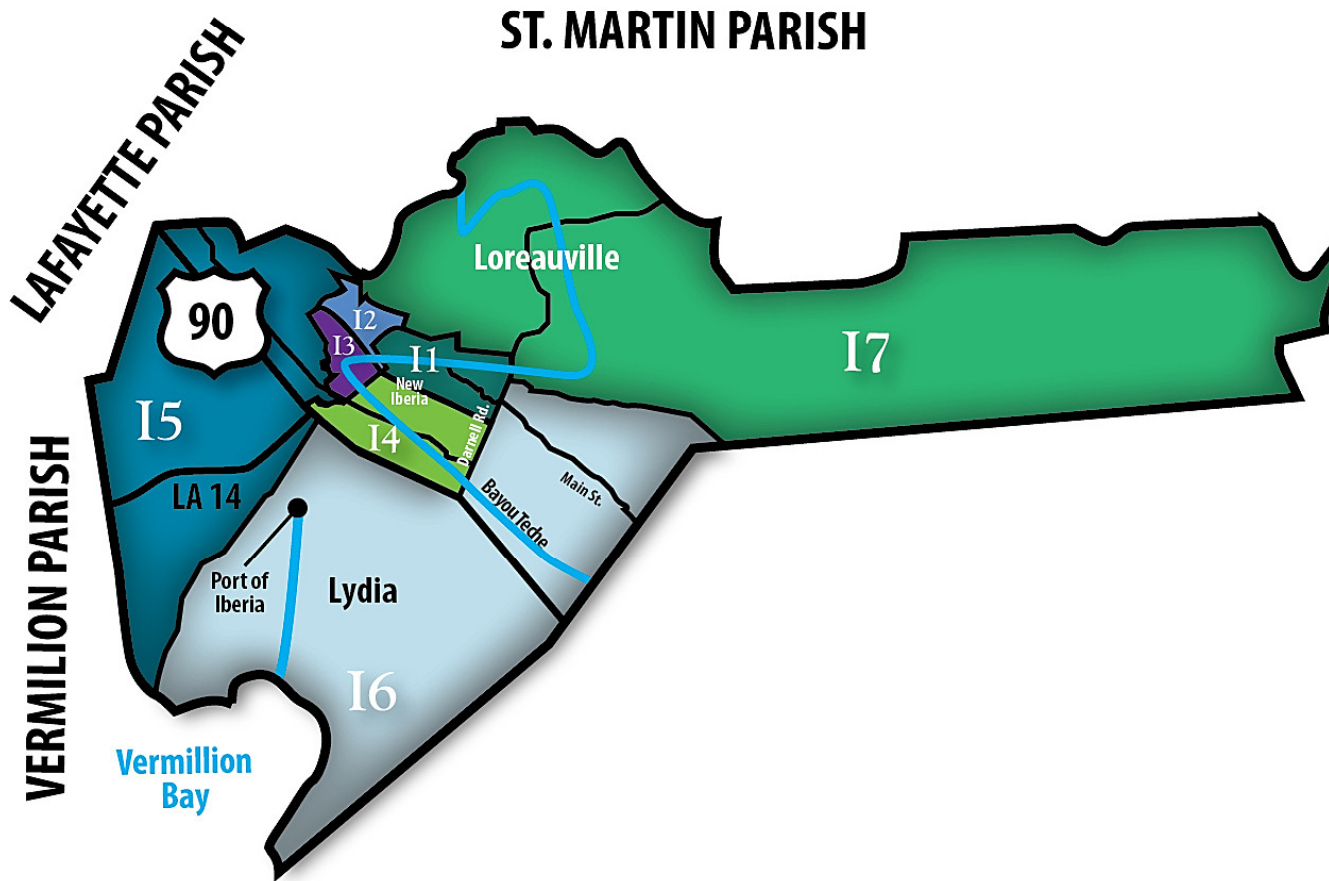 ST. MARTIN PARISH
LAFAYETTE PARISH
Loreauville
90
I2
I3
I1
I7
New
Iberia
I5
I4
Darnell Rd.
LA 14
Main St.
Bayou Teche
VERMILION PARISH
Port of
Iberia
Lydia
I6
Vermillion
Bay